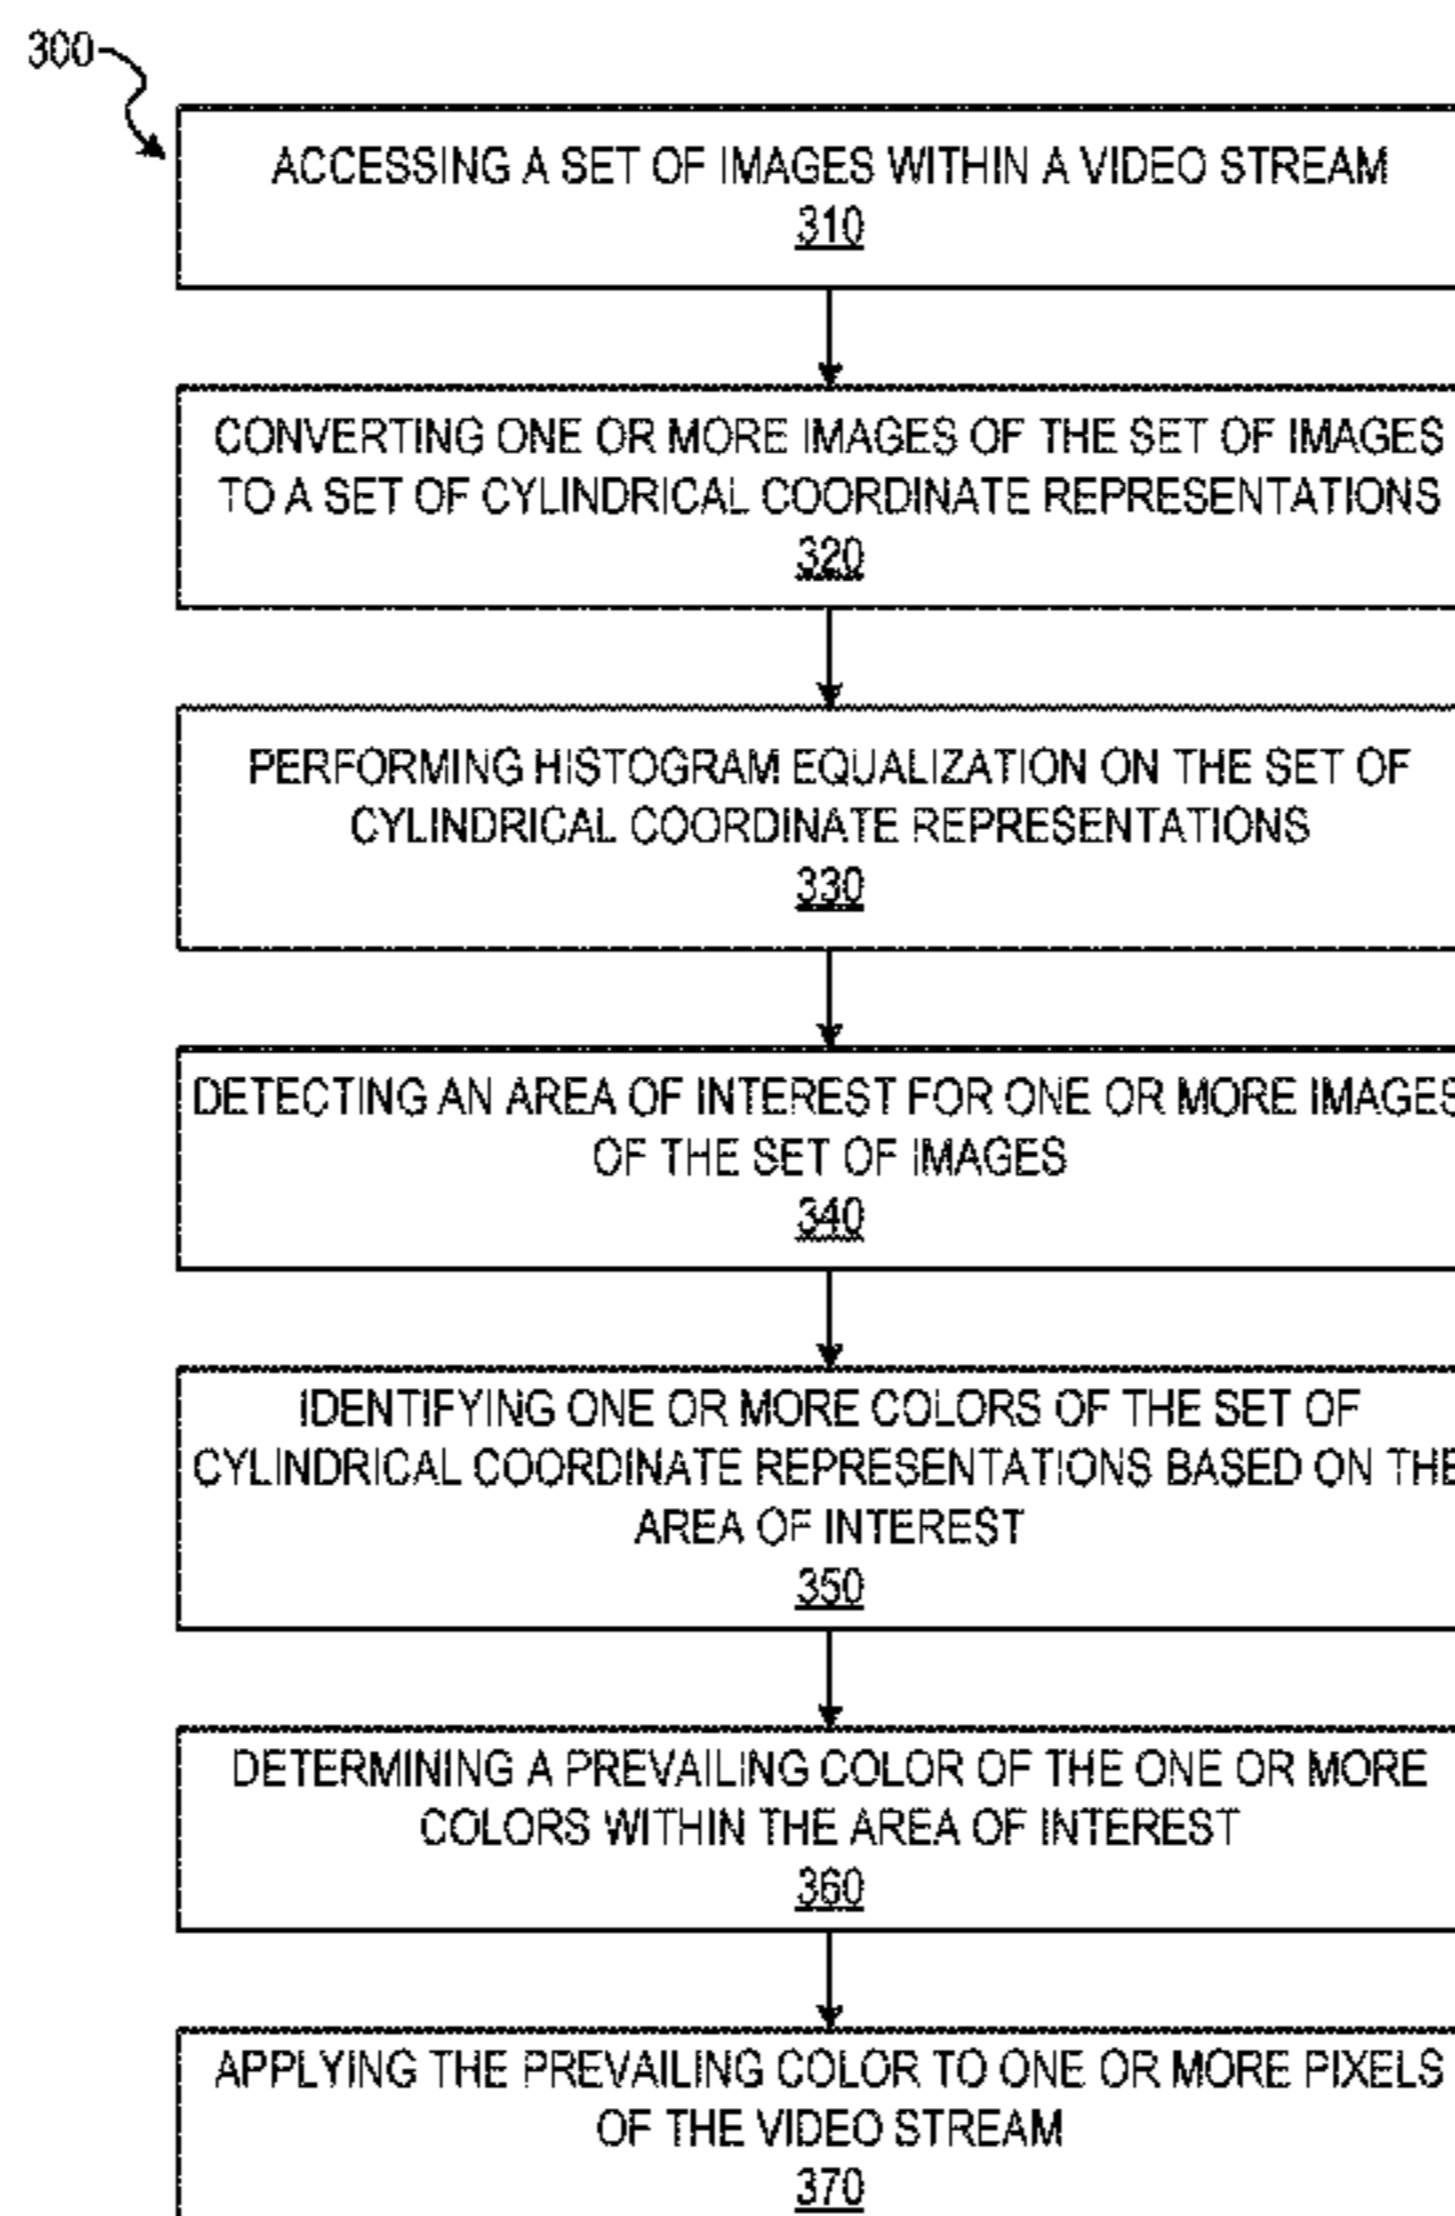 300
ACCESSING A SET OF IMAGES WITHIN A VIDEO STREAM
310
CONVERTING ONE OR MORE IMAGES OF THE SET OF IMAGES
TO A SET OF CYLINDRICAL COORDINATE REPRESENTATIONS
320
PERFORMING HISTOGRAM EQUALIZATION ON THE SET OF
CYLINDRICAL COORDINATE REPRESENTATIONS
330
DETECTING AN AREA OF INTEREST FOR ONE OR MORE IMAGES
OF THE SET OF IMAGES
340
IDENTIFYING ONE OR MORE COLORS OF THE SET OF
CYLINDRICAL COORDINATE REPRESENTATIONS BASED ON THE
AREA OF INTEREST
350
DETERMINING A PREVAILING COLOR OF THE ONE OR MORE
COLORS WITHIN THE AREA OF INTEREST
360
APPLYING THE PREVAILING COLOR TO ONE OR MORE PIXELS
OF THE VIDEO STREAM
370